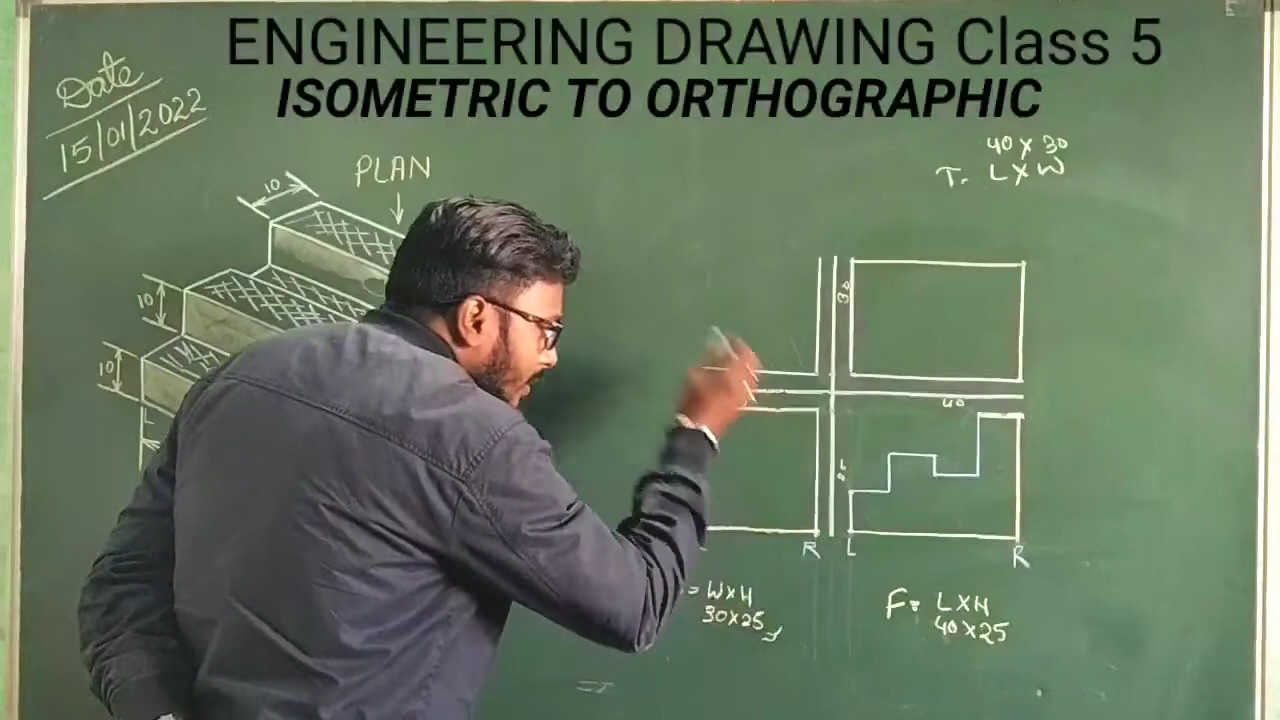 ENGINEERING DRAWING Class 5
ISOMETRIC TO ORTHOGRAPHIC
Date
15/01/2022
PLAN
10
10
10
L
40 X 30
T. L X W
30
40
10
R
L
R
= W X H
30 X 25
F = L X H
40 X 25